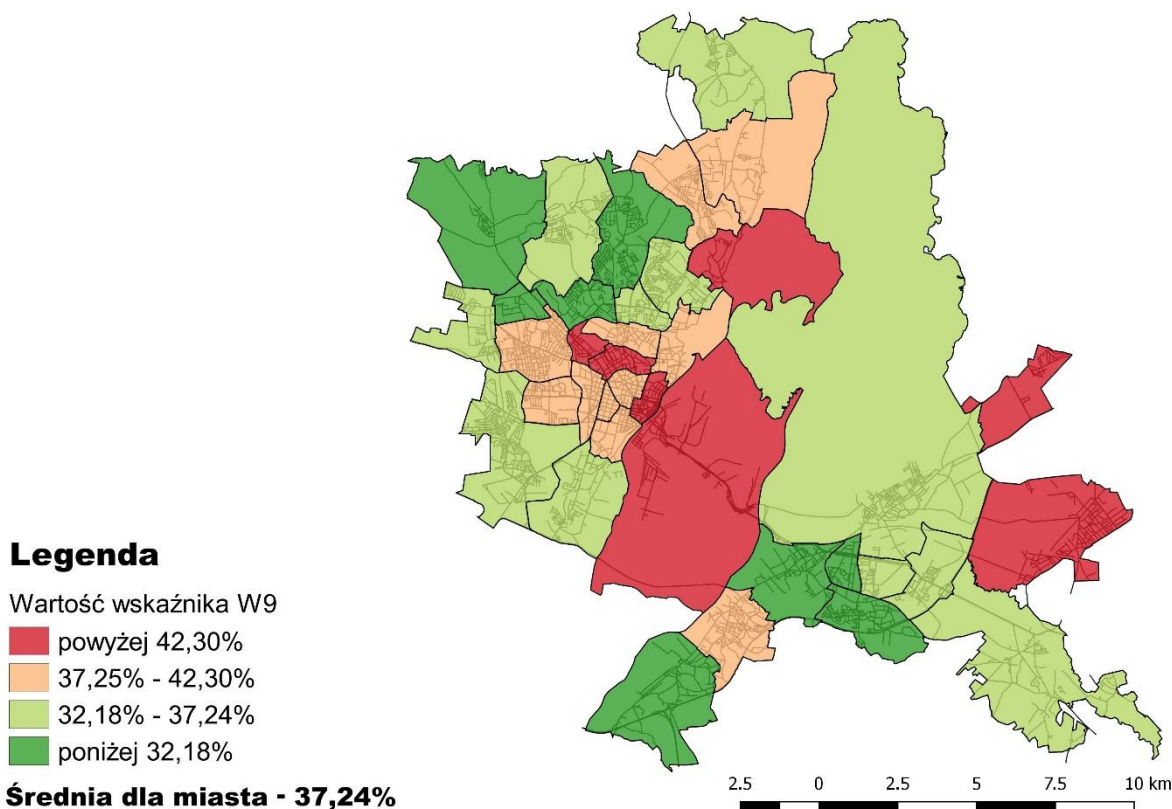 Legenda
Wartość wskaźnika W9
powyżej 42,30%
37,25% - 42,30%
32,18% - 37,24%
poniżej 32,18%
Średnia dla miasta - 37,24%
2.5 0 2.5 5 7.5 10 km